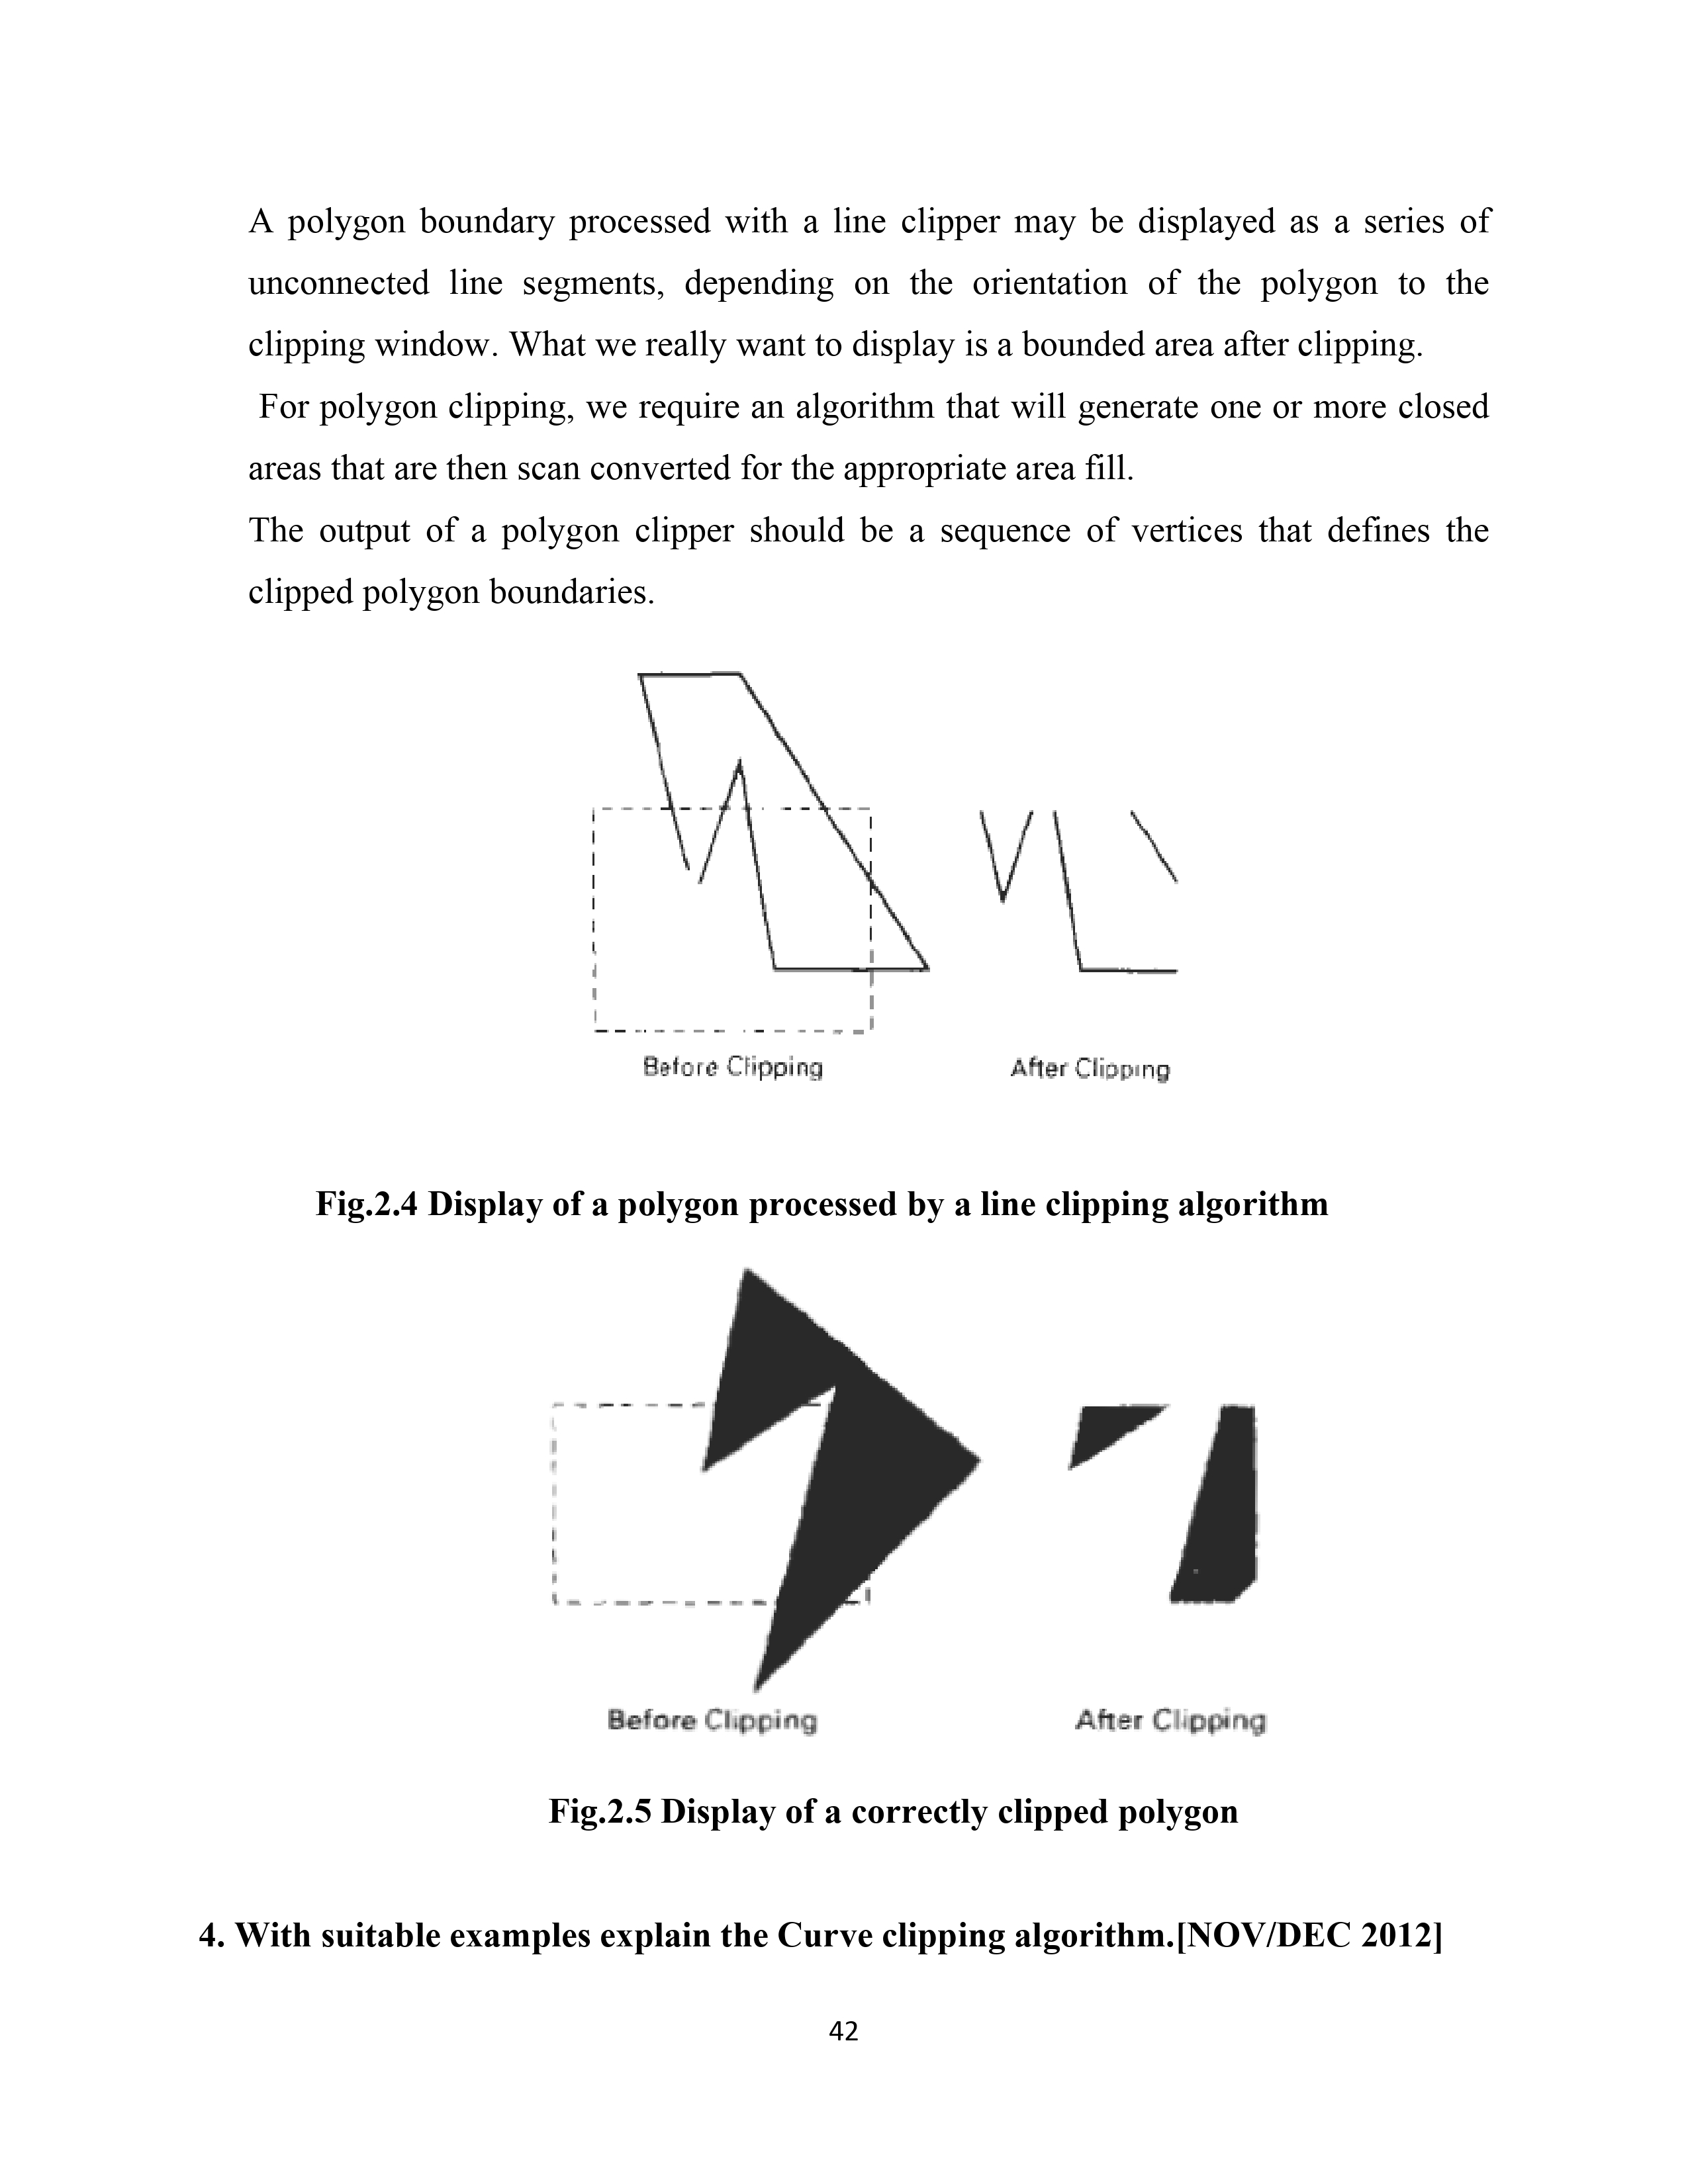 A polygon boundary processed with a line clipper may be displayed as a series of
unconnected line segments, depending on the orientation of the polygon to the
clipping window. What we really want to display is a bounded area after clipping.
For polygon clipping, we require an algorithm that will generate one or more closed
areas that are then scan converted for the appropriate area fill.
The output of a polygon clipper should be a sequence of vertices that defines the
clipped polygon boundaries.
Before Clipping
After Clipping
Fig.2.4 Display of a polygon processed by a line clipping algorithm
Before Clipping
After Clipping
Fig.2.5 Display of a correctly clipped polygon
4. With suitable examples explain the Curve clipping algorithm.[NOV/DEC 2012]
42